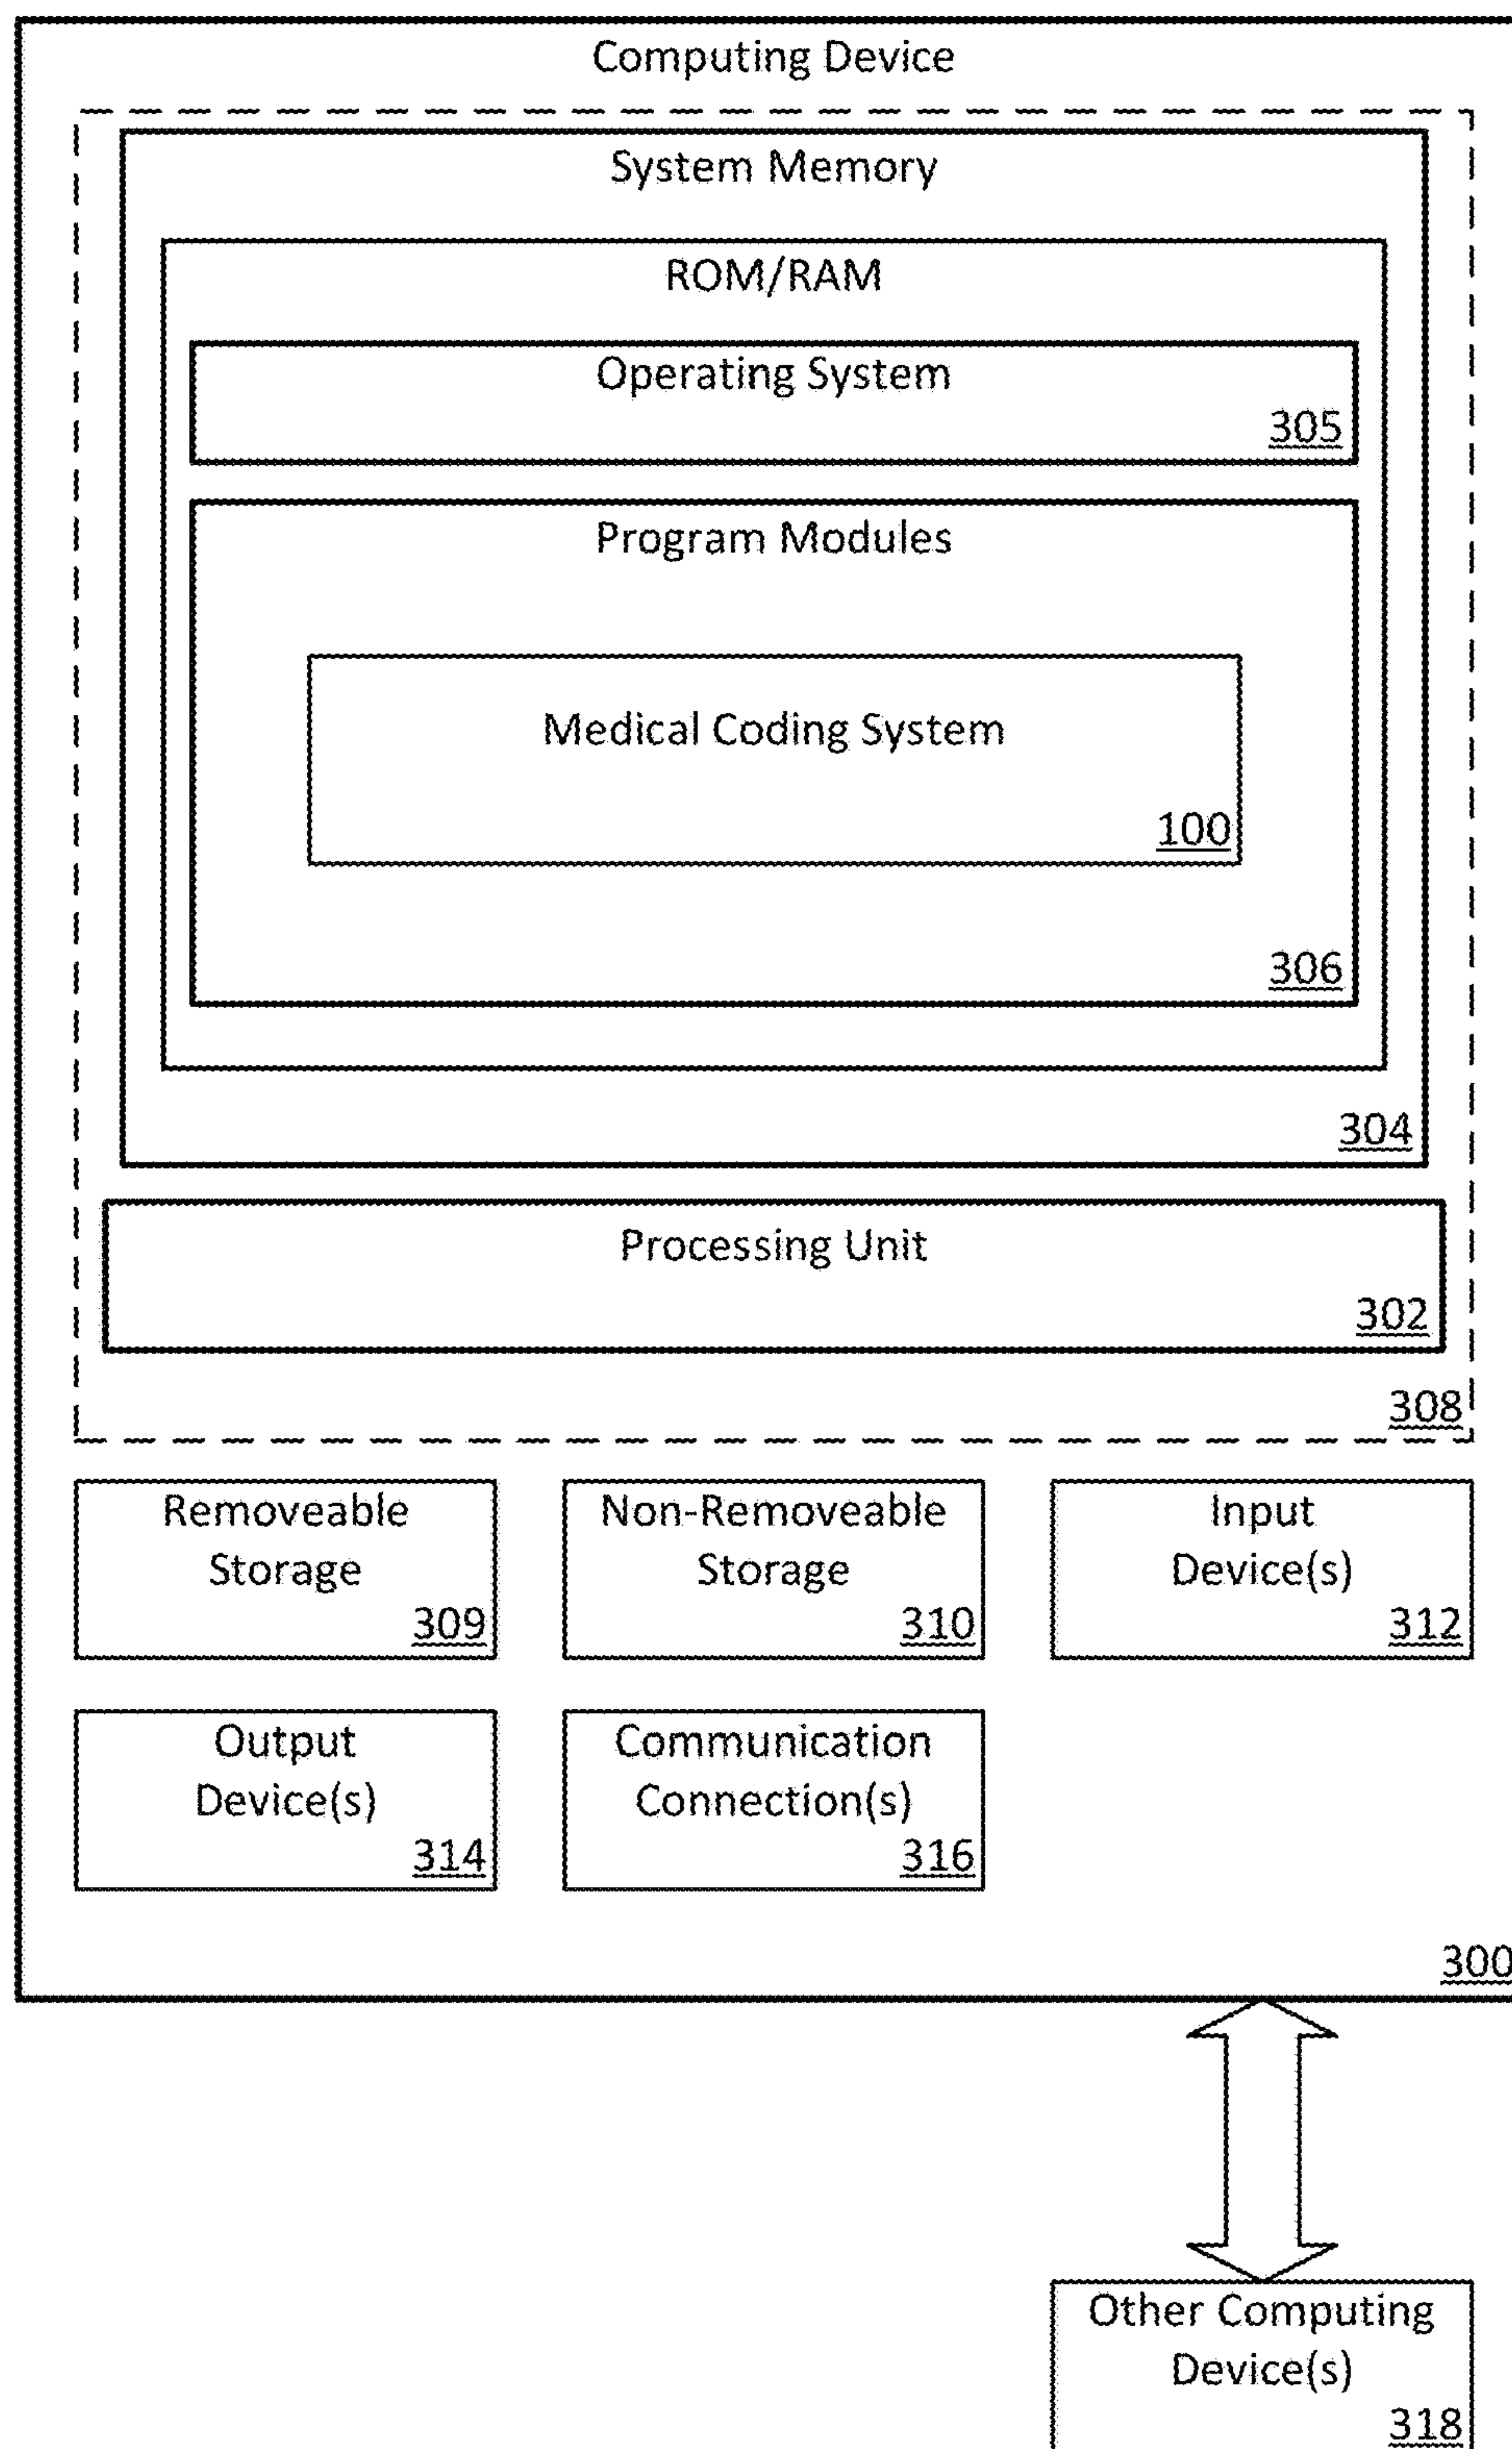 Computing Device
System Memory
ROM/RAM
Operating System
305
Program Modules
Medical Coding System
100
306
304
Processing Unit
302
308
Removeable
Storage
309
Non-Removeable
Storage
310
Input
Device(s)
312
Output
Device(s)
314
Communication
Connection(s)
316
300
Other Computing
Device(s)
318